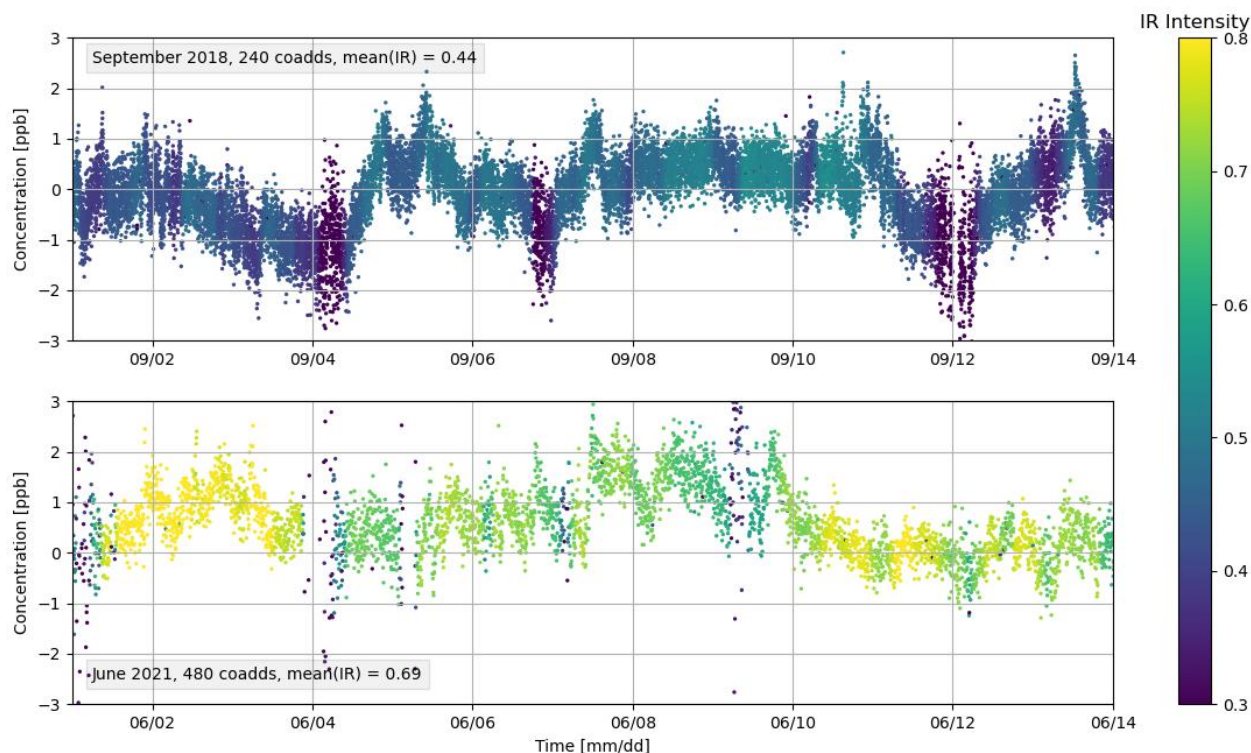 IR Intensity
September 2018, 240 coadds, mean(IR) = 0.44
Concentration [ppb]
3
2
1
0
−1
−2
−3
09/02 09/04 09/06 09/08 09/10 09/12 09/14
June 2021, 480 coadds, mean(IR) = 0.69
Concentration [ppb]
3
2
1
0
−1
−2
−3
06/02 06/04 06/06 06/08 06/10 06/12 06/14
Time [mm/dd]
0.8
0.7
0.6
0.5
0.4
0.3